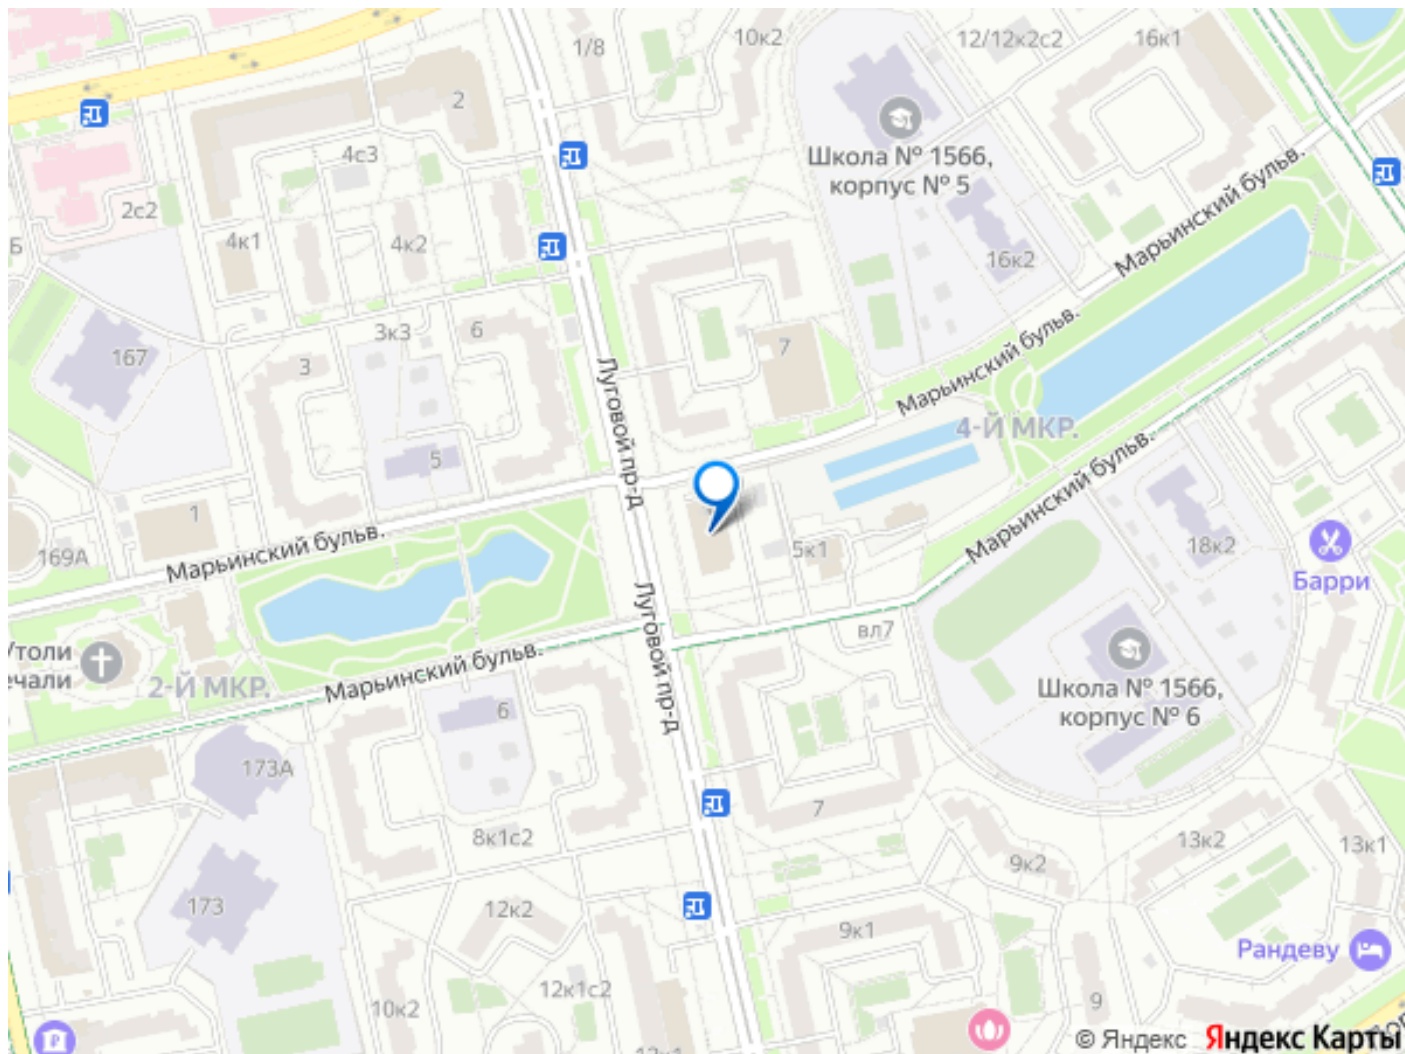 1/8
10к2
12/12к2с2
16к1
2
4с3
Школа № 1566,
корпус № 5
2с2
4к1
4к2
16к2
Марьинский бульв.
Б
167
3к3
6
3
7
Луговой пр-д
Марьинский бульв.
4-Й МКР.
5
1
Марьинский бульв.
169А
5к1
Марьинский бульв.
18к2
Барри
Утоли
ечали
2-Й МКР.
Марьинский бульв.
Луговой пр-д
вл7
Школа № 1566,
корпус № 6
6
173А
7
8к1с2
9к2
13к2
13к1
173
12к2
9к1
Рандеву
12к1с2
10к2
9
© Яндекс Яндекс Карты